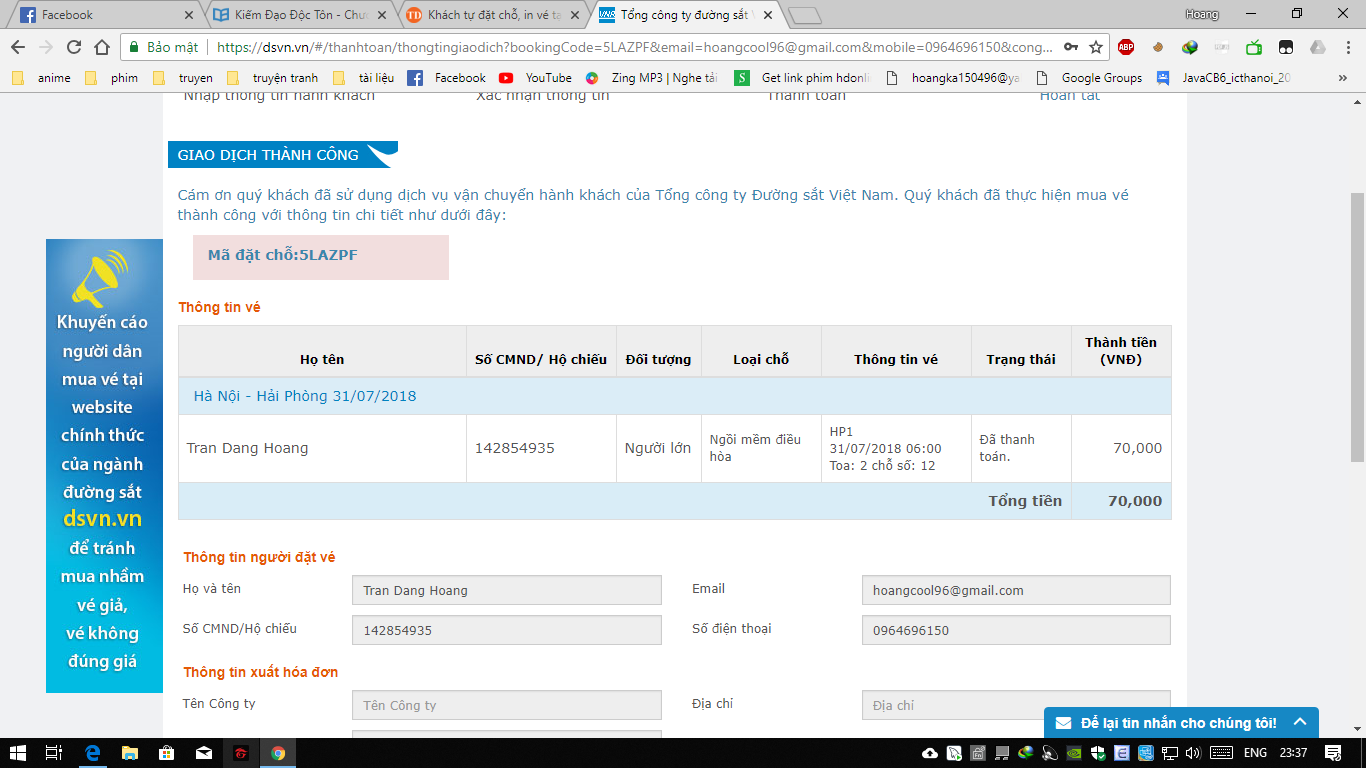 Facebook
Kiếm Đạo Độc Tôn - Chươ
Khách tự đặt chỗ, in vé tạ
Tổng công ty đường sắt V
Hoang
Bảo mật
https://dsvn.vn/#/thanhtoan/thongtingiaodich?bookingCode=5LAZPF&email=hoangcool96@gmail.com&mobile=0964696150&cong...
ABP
anime
phim
truyen
truyện tranh
tài liệu
Facebook
YouTube
Zing MP3 | Nghe tải
Get link phim hdonli
hoangka150496@ya
Google Groups
JavaCB6_icthanoi_20
Nhập thông tin hành khách
Xác nhận thông tin
Thanh toán
Hoàn tất
GIAO DỊCH THÀNH CÔNG
Cám ơn quý khách đã sử dụng dịch vụ vận chuyển hành khách của Tổng công ty Đường sắt Việt Nam. Quý khách đã thực hiện mua vé
thành công với thông tin chi tiết như dưới đây:
Mã đặt chỗ:5LAZPF
Khuyến cáo
người dân
mua vé tại
website
chính thức
của ngành
đường sắt
dsvn.vn
để tránh
mua nhầm
vé giả,
vé không
đúng giá
Thông tin vé
Họ tên
Số CMND/ Hộ chiếu
Đối tượng
Loại chỗ
Thông tin vé
Trạng thái
Thành tiền
(VNĐ)
Hà Nội - Hải Phòng 31/07/2018
Tran Dang Hoang
142854935
Người lớn
Ngồi mềm điều
hòa
HP1
31/07/2018 06:00
Toa: 2 chỗ số: 12
Đã thanh
toán.
70,000
Tổng tiền
70,000
Thông tin người đặt vé
Họ và tên
Tran Dang Hoang
Email
hoangcool96@gmail.com
Số CMND/Hộ chiếu
142854935
Số điện thoại
0964696150
Thông tin xuất hóa đơn
Tên Công ty
Tên Công ty
Địa chỉ
Địa chỉ
Để lại tin nhắn cho chúng tôi!
ENG
23:37